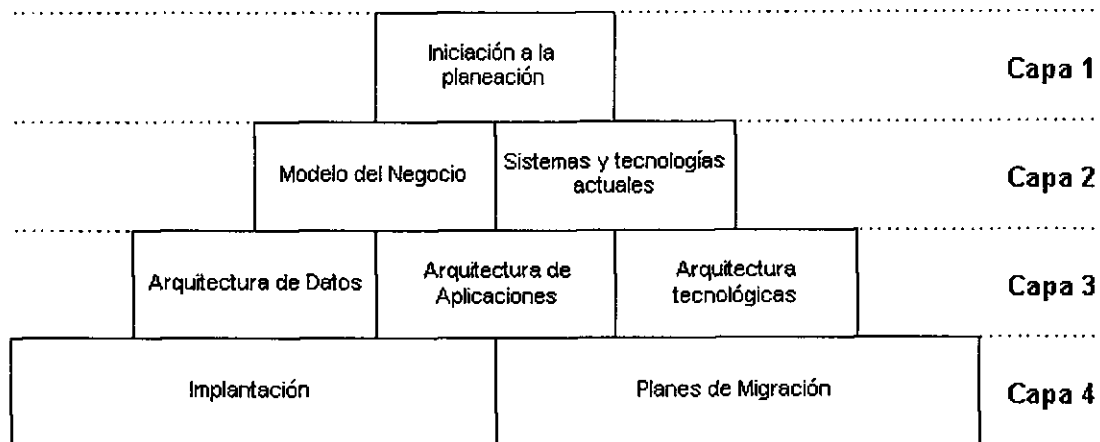 Iniciación a la
planeación
Capa 1
Modelo del Negocio
Sistemas y tecnologías
actuales
Capa 2
Arquitectura de Datos
Arquitectura de
Aplicaciones
Arquitectura
tecnológicas
Capa 3
Implantación
Planes de Migración
Capa 4